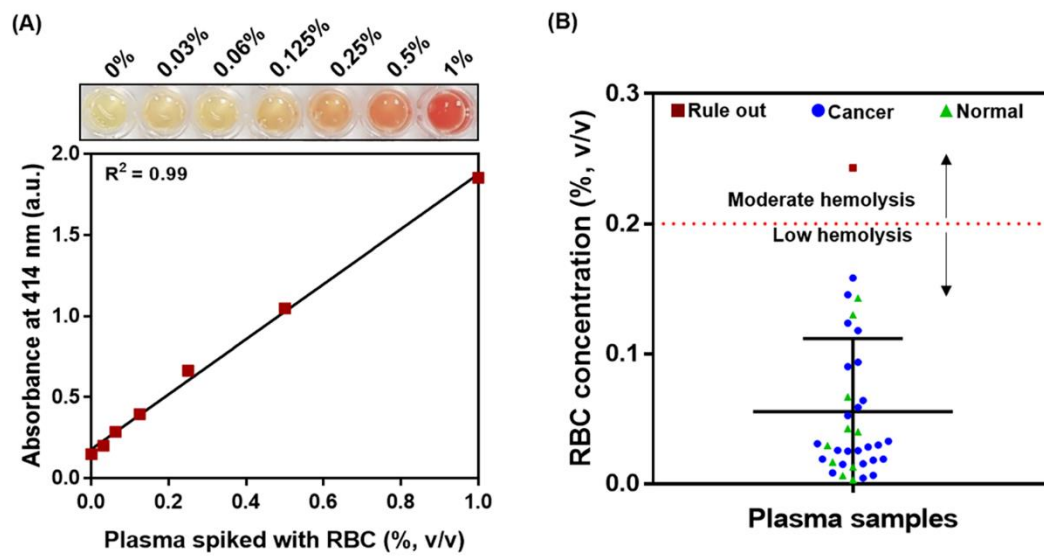 (A)
0% 0.03% 0.06% 0.125% 0.25% 0.5% 1%
R² = 0.99
2.0
1.5
1.0
0.5
0.0
Absorbance at 414 nm (a.u.)
0.0 0.2 0.4 0.6 0.8 1.0
Plasma spiked with RBC (%, v/v)
(B)
0.3
0.2
0.1
0.0
RBC concentration (%, v/v)
Rule out Cancer Normal
Moderate hemolysis
Low hemolysis
Plasma samples